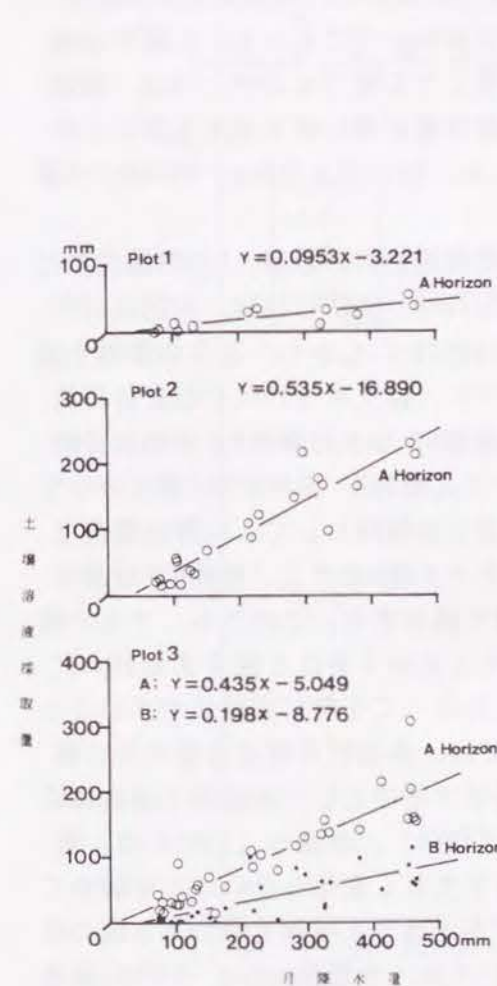 mm
100
Plot 1
Y=0.0953X−3.221
A Horizon
0
300
Plot 2
Y=0.535X−16.890
200
A Horizon
100
0
土壌溶液採取量
400
Plot 3
A: Y=0.435X−5.049
B: Y=0.198X−8.776
300
A Horizon
200
100
B Horizon
0
100 200 300 400 500mm
月降水量